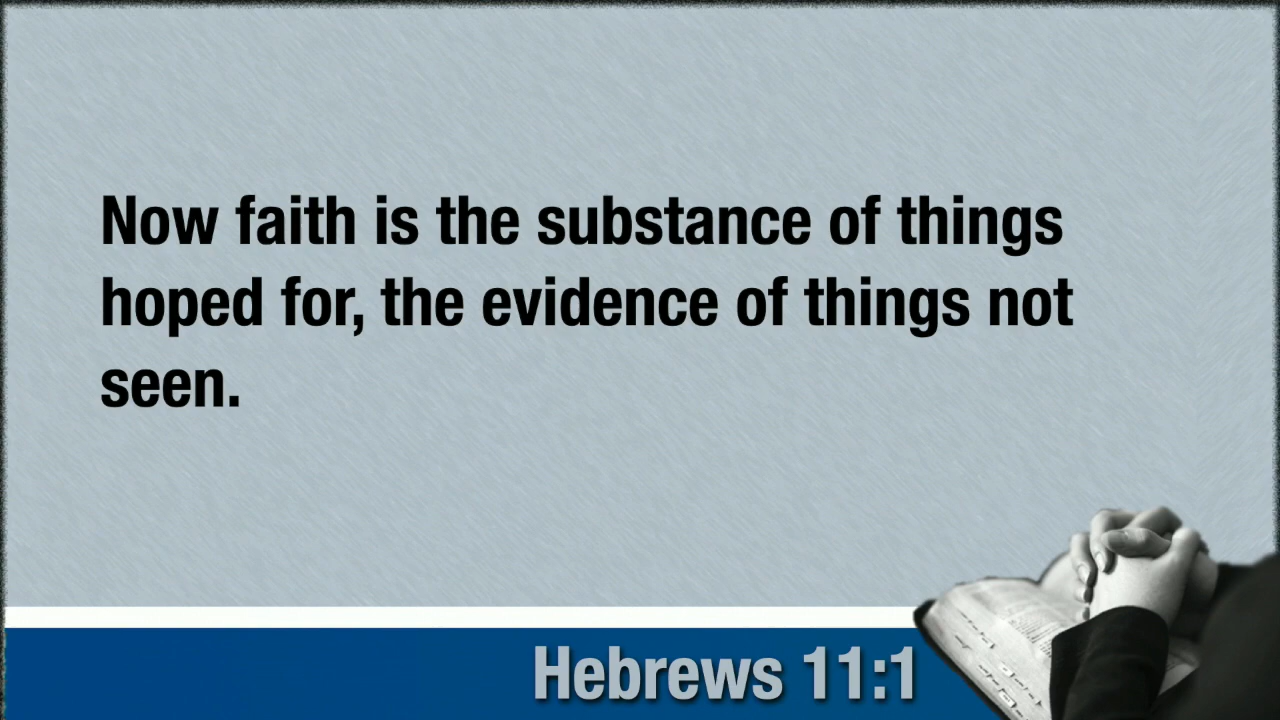 Now faith is the substance of things
hoped for, the evidence of things not
seen.
Hebrews 11:1